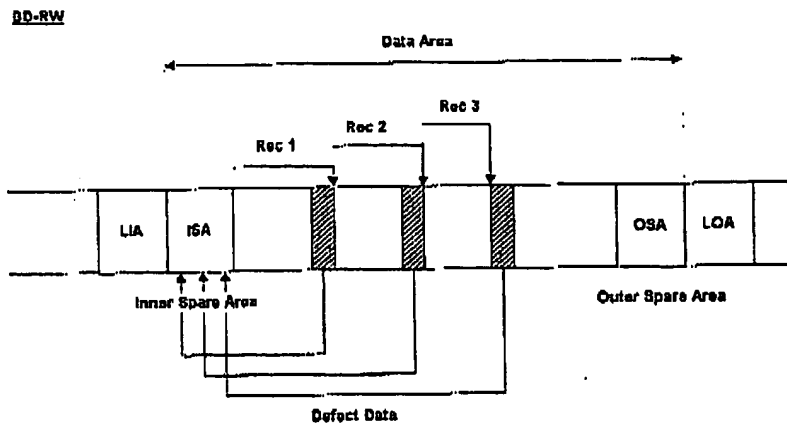 BD-RW
Data Area
Rec 3
Rec 2
Rec 1
LIA
ISA
OSA
LOA
Inner Spare Area
Outer Spare Area
Defect Data